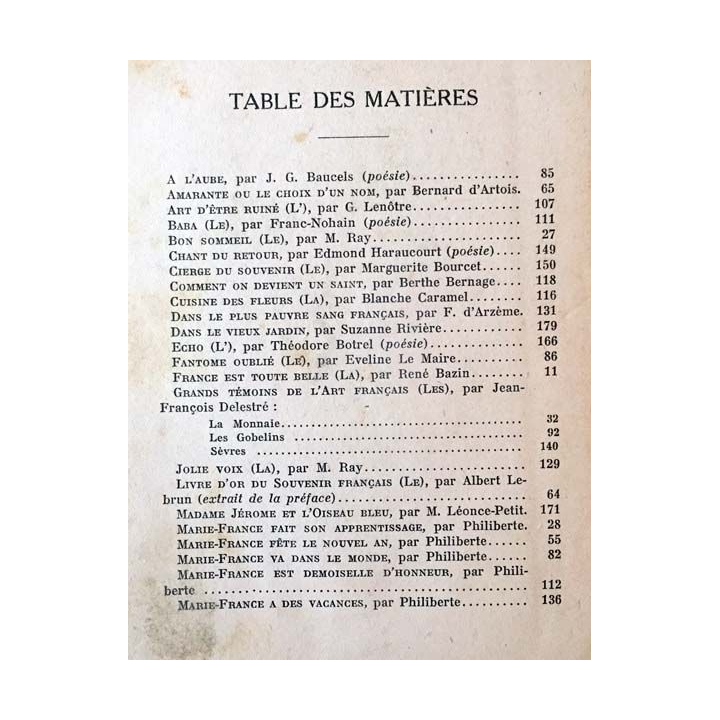 TABLE DES MATIÈRES
A L'AUBE, par J. G. Baucels (poésie)................ 85
AMARANTE OU LE CHOIX D'UN NOM, par Bernard d'Artois. 65
ART D'ÊTRE RUINÉ (L'), par G. Lenôtre................ 107
BABA (LE), par Franc-Nohain (poésie)................ 111
BON SOMMEIL (LE), par M. Ray...................... 27
CHANT DU RETOUR, par Edmond Haraucourt (poésie).... 149
CIERGE DU SOUVENIR (LE), par Marguerite Bourcet...... 150
COMMENT ON DEVIENT UN SAINT, par Berthe Bernage.... 118
CUISINE DES FLEURS (LA), par Blanche Caramel........ 116
DANS LE PLUS PAUVRE SANG FRANÇAIS, par F. d'Arzème. 131
DANS LE VIEUX JARDIN, par Suzanne Rivière............ 179
ECHO (L'), par Théodore Botrel (poésie).............. 166
FANTOME OUBLIÉ (LE), par Eveline Le Maire.......... 86
FRANCE EST TOUTE BELLE (LA), par René Bazin........ 11
GRANDS TÉMOINS DE L'ART FRANÇAIS (LES), par Jean-
François Delestré :
La Monnaie.................................... 32
Les Gobelins .................................. 92
Sèvres ........................................ 140
JOLIE VOIX (LA), par M. Ray........................ 129
LIVRE D'OR DU SOUVENIR FRANÇAIS (LE), par Albert Le-
brun (extrait de la préface)........................ 64
MADAME JÉROME ET L'OISEAU BLEU, par M. Léonce-Petit. 171
MARIE-FRANCE FAIT SON APPRENTISSAGE, par Philiberte. 28
MARIE-FRANCE FÊTE LE NOUVEL AN, par Philiberte...... 55
MARIE-FRANCE VA DANS LE MONDE, par Philiberte...... 82
MARIE-FRANCE EST DEMOISELLE D'HONNEUR, par Phili-
berte .............................................. 112
MARIE-FRANCE A DES VACANCES, par Philiberte.......... 136